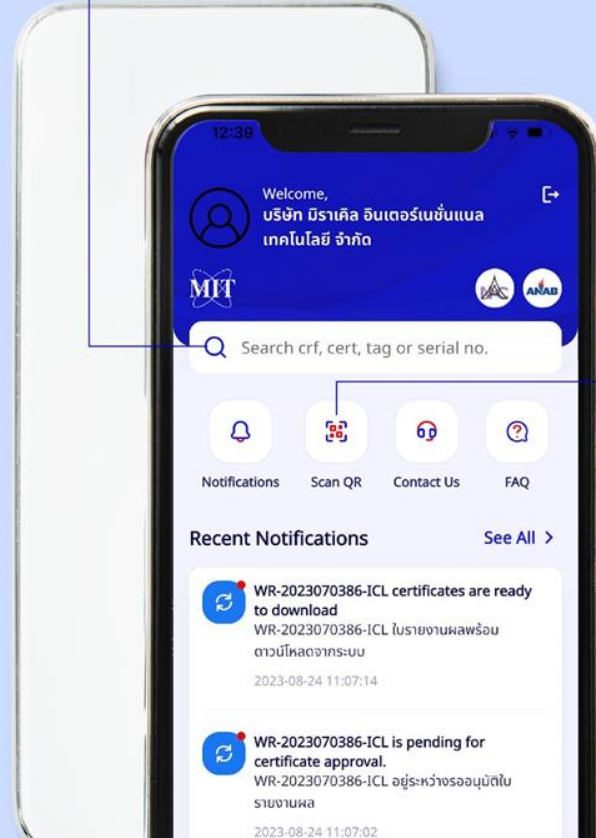 12:39
Welcome,
บริษัท มิราเคิล อินเตอร์เนชั่นแนล
เทคโนโลยี จำกัด
MIT
ANAB
Search crf, cert, tag or serial no.
Notifications
Scan QR
Contact Us
FAQ
Recent Notifications
See All >
WR-2023070386-ICL certificates are ready
to download
WR-2023070386-ICL ใบรายงานผลพร้อม
ดาวน์โหลดจากระบบ
2023-08-24 11:07:14
WR-2023070386-ICL is pending for
certificate approval.
WR-2023070386-ICL อยู่ระหว่างรออนุมัติใบ
รายงานผล
2023-08-24 11:07:02